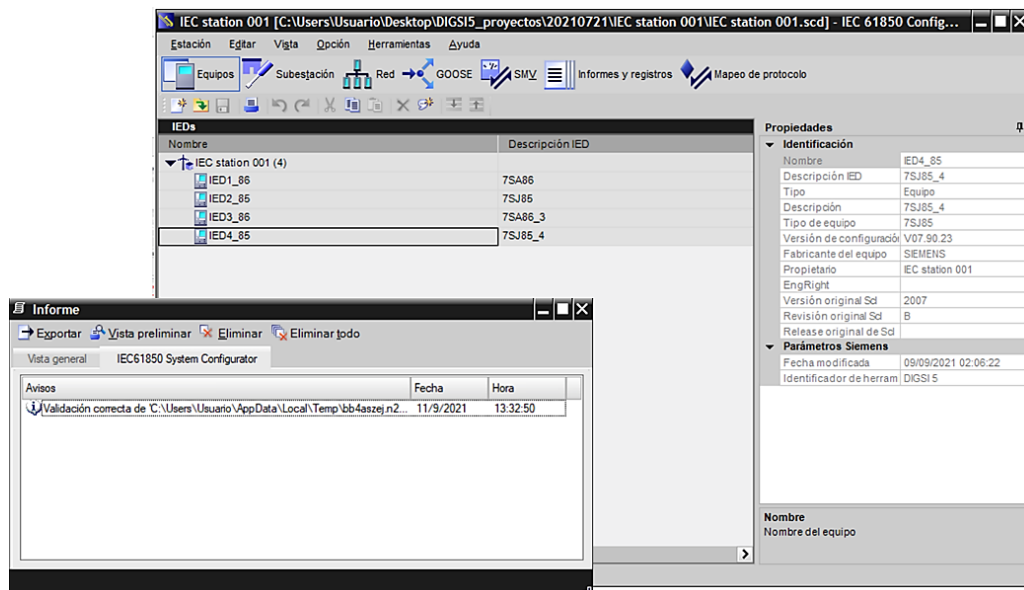 IEC station 001 [C:\Users\Usuario\Desktop\DIGSI5_proyectos\20210721\IEC station 001\IEC station 001.scd] - IEC 61850 Config...
Estación Editar Vista Opción Herramientas Ayuda
Equipos Subestación Red GOOSE SMV Informes y registros Mapeo de protocolo
IEDs
Nombre Descripción IED
IEC station 001 (4)
IED1_86 7SA86
IED2_85 7SJ85
IED3_86 7SA86_3
IED4_85 7SJ85_4
Propiedades
Identificación
Nombre IED4_85
Descripción IED 7SJ85_4
Tipo Equipo
Descripción 7SJ85_4
Tipo de equipo 7SJ85
Versión de configuración V07.90.23
Fabricante del equipo SIEMENS
Propietario IEC station 001
EngRight
Versión original Scl 2007
Revisión original Scl B
Release original de Scl
Parámetros Siemens
Fecha modificada 09/09/2021 02:06:22
Identificador de herram DIGSI 5
Nombre
Nombre del equipo
Informe
Exportar Vista preliminar Eliminar Eliminar todo
Vista general IEC61850 System Configurator
Avisos Fecha Hora
Validación correcta de 'C:\Users\Usuario\AppData\Local\Temp\bb4aszej.n2... 11/9/2021 13:32:50